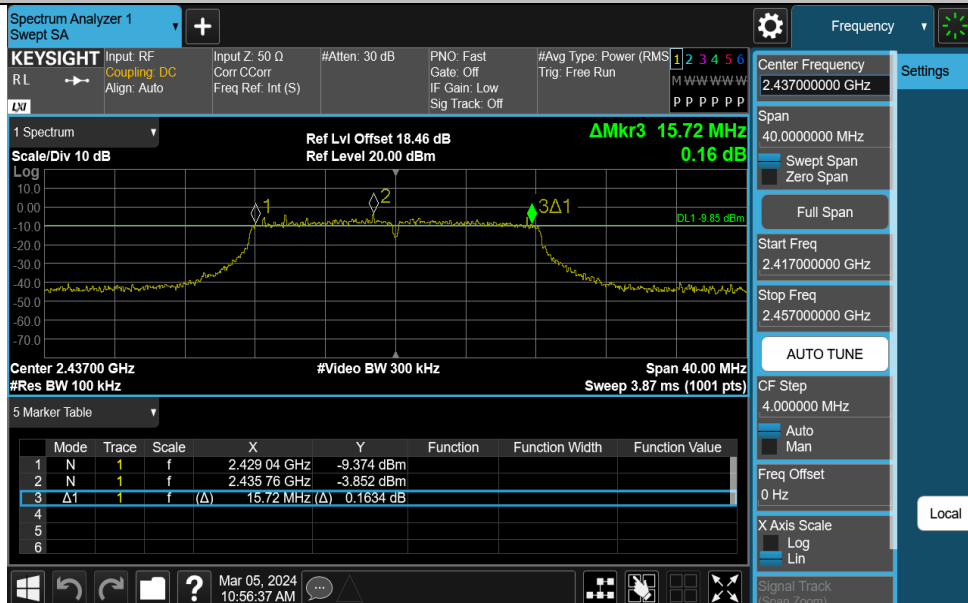 Spectrum Analyzer 1
Swept SA
+
Frequency
KEYSIGHT
RL
LXI
Input: RF
Coupling: DC
Align: Auto
Input Z: 50 Ω
Corr CCorr
Freq Ref: Int (S)
#Atten: 30 dB
PNO: Fast
Gate: Off
IF Gain: Low
Sig Track: Off
#Avg Type: Power (RMS
Trig: Free Run
1 2 3 4 5 6
M W W W W W
P P P P P P
1 Spectrum
Scale/Div 10 dB
Ref Lvl Offset 18.46 dB
Ref Level 20.00 dBm
ΔMkr3 15.72 MHz
0.16 dB
Log
10.0
0.00
-10.0
-20.0
-30.0
-40.0
-50.0
-60.0
-70.0
1
2
3Δ1
DL1 -9.85 dBm
Center 2.43700 GHz
#Res BW 100 kHz
#Video BW 300 kHz
Span 40.00 MHz
Sweep 3.87 ms (1001 pts)
5 Marker Table
Mode Trace Scale X Y Function Function Width Function Value
1 N 1 f 2.429 04 GHz -9.374 dBm
2 N 1 f 2.435 76 GHz -3.852 dBm
3 Δ1 1 f (Δ) 15.72 MHz (Δ) 0.1634 dB
4
5
6
?
Mar 05, 2024
10:56:37 AM
Center Frequency
2.437000000 GHz
Span
40.0000000 MHz
Swept Span
Zero Span
Full Span
Start Freq
2.417000000 GHz
Stop Freq
2.457000000 GHz
AUTO TUNE
CF Step
4.000000 MHz
Auto
Man
Freq Offset
0 Hz
X Axis Scale
Log
Lin
Signal Track
(Span Zoom)
Settings
Local